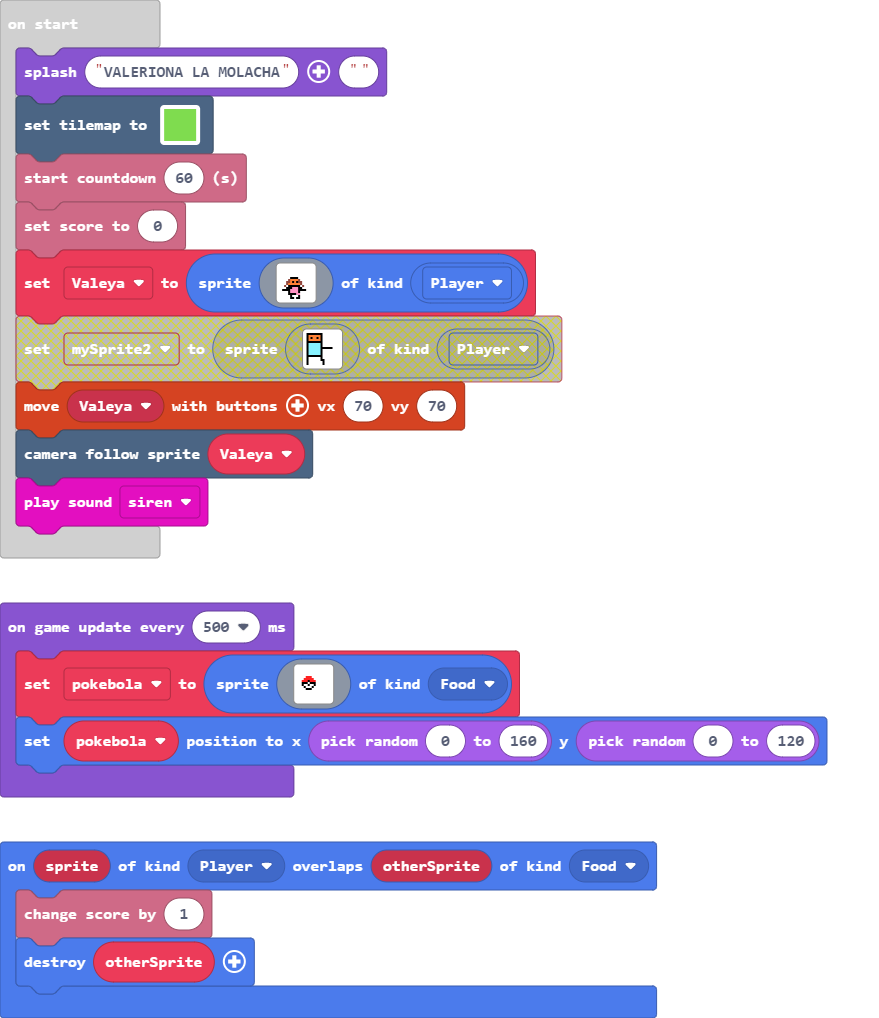 on start
splash "VALERIONA LA MOLACHA" " "
set tilemap to
start countdown 60 (s)
set score to 0
set Valeya to sprite of kind Player
set mySprite2 to sprite of kind Player
move Valeya with buttons vx 70 vy 70
camera follow sprite Valeya
play sound siren
on game update every 500 ms
set pokebola to sprite of kind Food
set pokebola position to x pick random 0 to 160 y pick random 0 to 120
on sprite of kind Player overlaps otherSprite of kind Food
change score by 1
destroy otherSprite